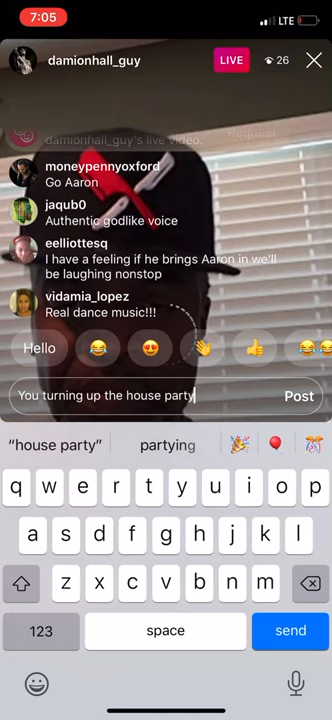 7:05
LTE
damionhall_guy
LIVE
26
request
damionhall_guy's live video.
moneypennyoxford
Go Aaron
jaqub0
Authentic godlike voice
eelliottesq
I have a feeling if he brings Aaron in we'll
be laughing nonstop
vidamia_lopez
Real dance music!!!
Hello 😂 😍 👋 👍 😂😂
You turning up the house party
Post
“house party” partying 🎉 🎈 🎊
q w e r t y u i o p
a s d f g h j k l
z x c v b n m
123 space send